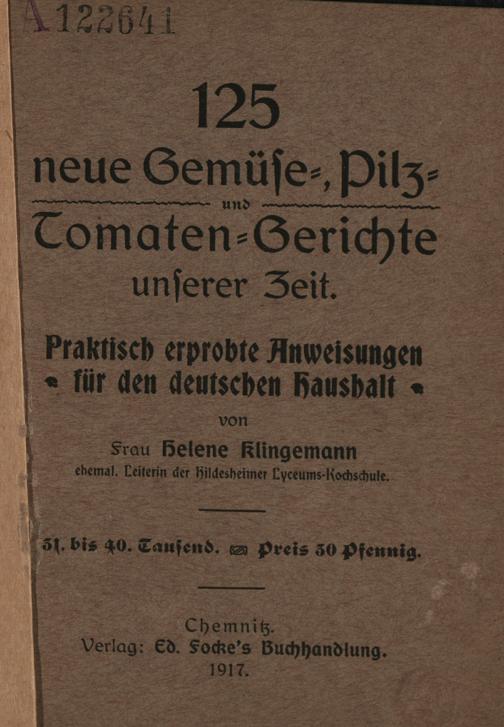 A 122641
125
neue Gemüse-, Pilz-
und
Tomaten-Gerichte
unserer Zeit.
Praktisch erprobte Anweisungen
für den deutschen Haushalt
von
Frau Helene Klingemann
ehemal. Leiterin der Hildesheimer Lyceums-Kochschule.
31. bis 40. Tausend. Preis 50 Pfennig.
Chemnitz.
Verlag: Ed. Focke's Buchhandlung.
1917.